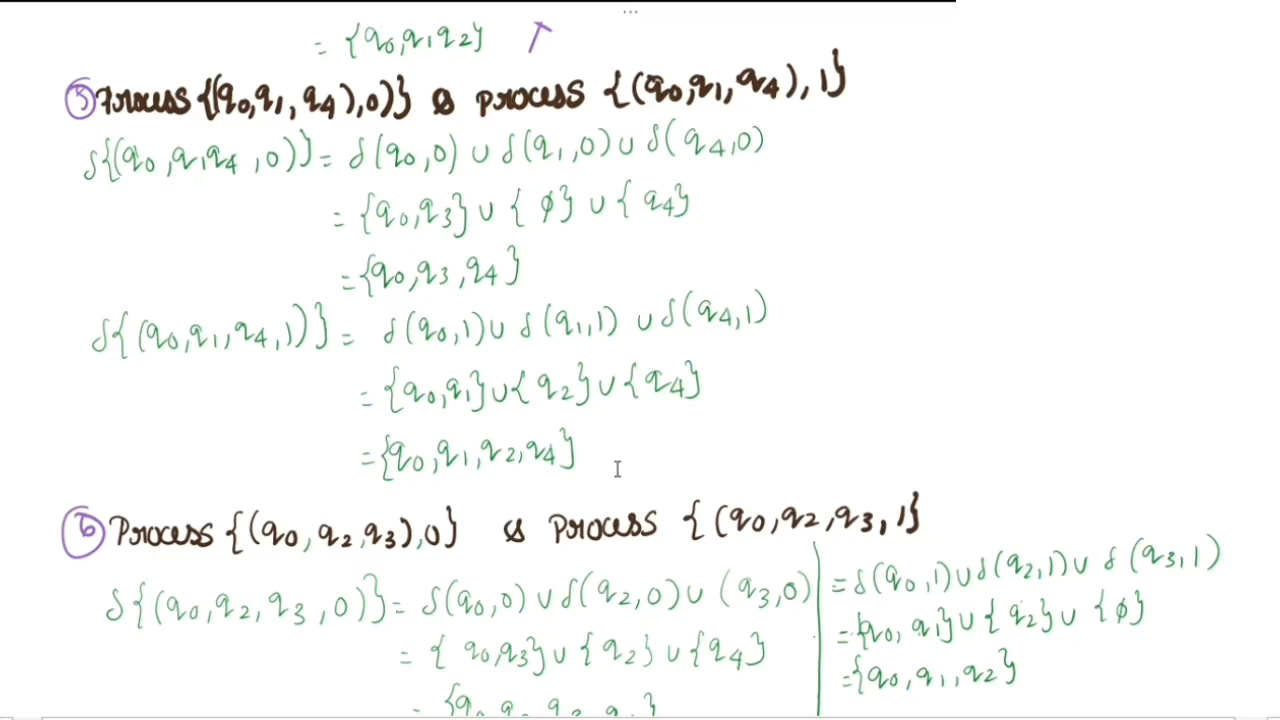 = {q0,q1q2}
⑤ Process{(q0,q1,q4),0)} & process {(q0,q1,q4),1}
δ{(q0,q1q4,0)} = δ(q0,0) ∪ δ(q1,0) ∪ δ(q4,0)
= {q0,q3} ∪ {ϕ} ∪ {q4}
= {q0,q3,q4}
δ{(q0,q1,q4,1)} = δ(q0,1) ∪ δ(q1,1) ∪ δ(q4,1)
= {q0,q1} ∪ {q2} ∪ {q4}
= {q0,q1,q2,q4}
⑥ Process {(q0,q2,q3),0} & Process {(q0,q2,q3,1}
δ{(q0,q2,q3,0)} = δ(q0,0) ∪ δ(q2,0) ∪ (q3,0)
= {q0,q3} ∪ {q2} ∪ {q4}
= δ(q0,1) ∪ δ(q2,1) ∪ δ(q3,1)
= {q0,q1} ∪ {q2} ∪ {ϕ}
= {q0,q1,q2}